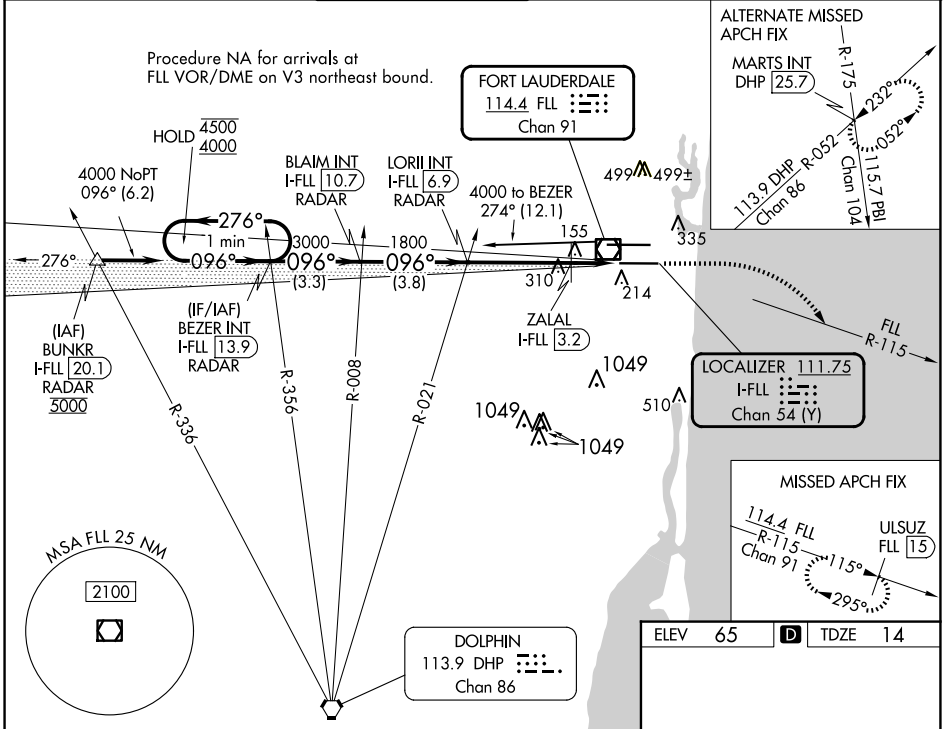 Procedure NA for arrivals at
FLL VOR/DME on V3 northeast bound.
FORT LAUDERDALE
114.4 FLL
Chan 91
ALTERNATE MISSED
APCH FIX
MARTS INT
DHP 25.7
R-175
232°
052°
R-052
113.9 DHP
Chan 86
115.7 PBI
Chan 104
HOLD
4500
4000
4000 NoPT
096° (6.2)
BLAIM INT
I-FLL 10.7
RADAR
LORII INT
I-FLL 6.9
RADAR
4000 to BEZER
274° (12.1)
499
499±
155
335
276°
276°
1 min
096°
3000
096°
(3.3)
1800
096°
(3.8)
310
214
ZALAL
I-FLL 3.2
FLL
R-115
(IAF)
BUNKR
I-FLL 20.1
RADAR
5000
(IF/IAF)
BEZER INT
I-FLL 13.9
RADAR
R-336
R-356
R-008
R-021
LOCALIZER 111.75
I-FLL
Chan 54 (Y)
1049
1049
1049
510
MISSED APCH FIX
114.4 FLL
R-115
Chan 91
115°
295°
ULSUZ
FLL 15
MSA FLL 25 NM
2100
DOLPHIN
113.9 DHP
Chan 86
ELEV 65 D TDZE 14